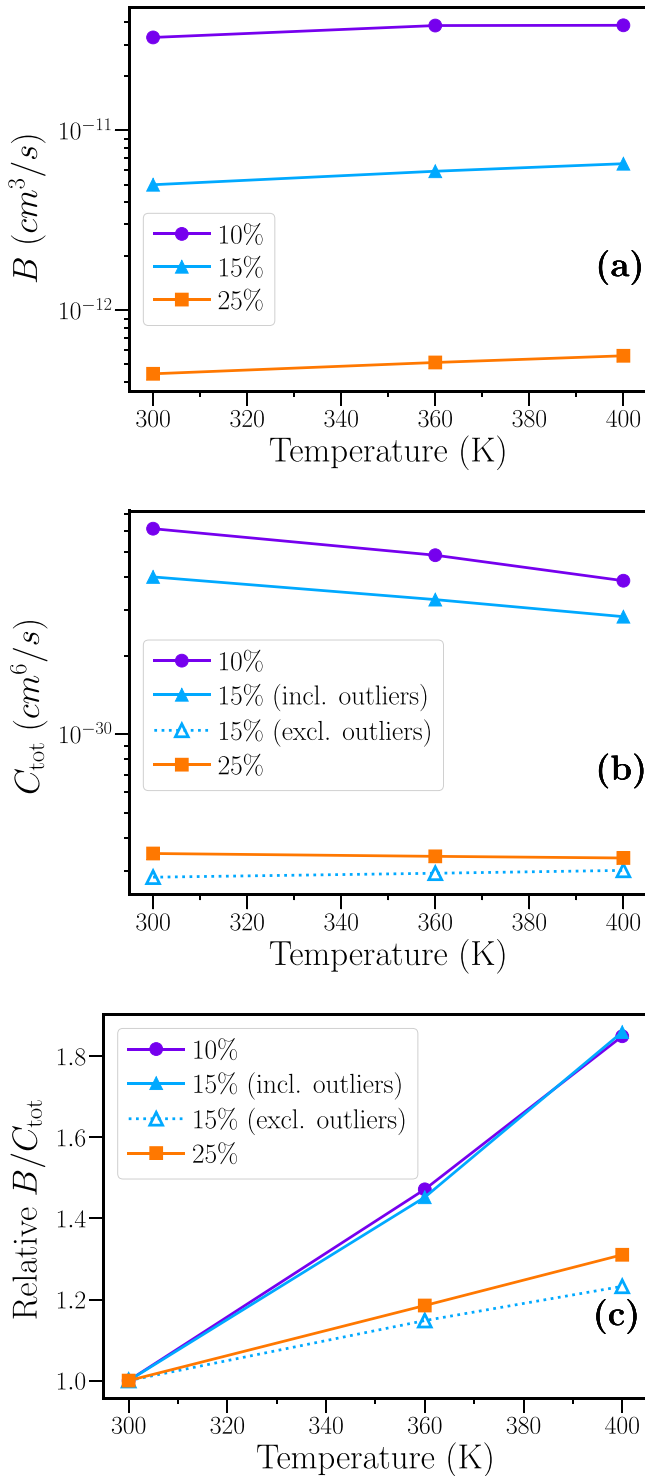 10⁻¹¹
10⁻¹²
B (cm³/s)
10%
15%
25%
(a)
300 320 340 360 380 400
Temperature (K)
10⁻³⁰
C_tot (cm⁶/s)
10%
15% (incl. outliers)
15% (excl. outliers)
25%
(b)
300 320 340 360 380 400
Temperature (K)
1.8
1.6
1.4
1.2
1.0
Relative B/C_tot
10%
15% (incl. outliers)
15% (excl. outliers)
25%
(c)
300 320 340 360 380 400
Temperature (K)